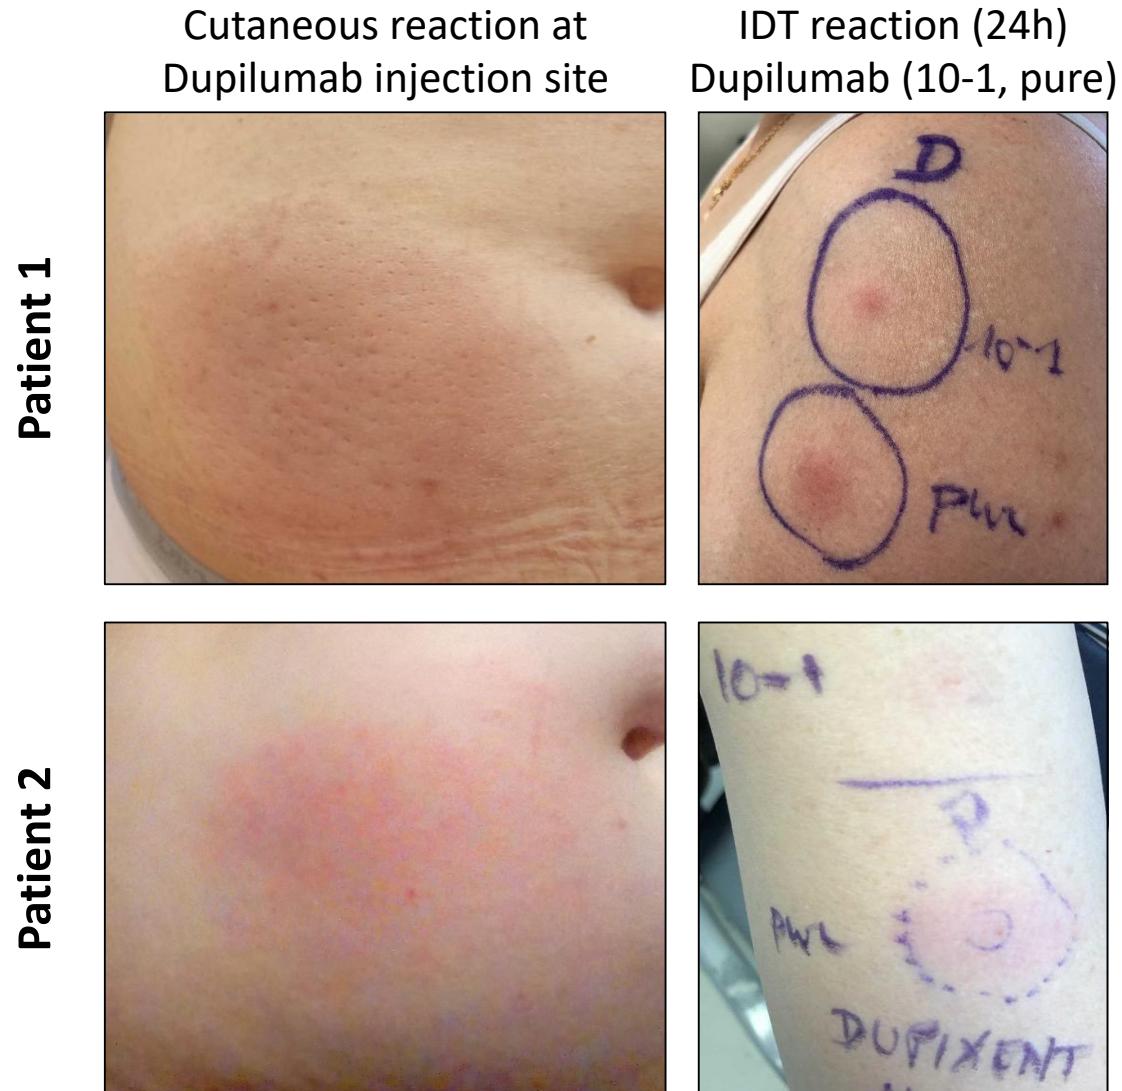 Cutaneous reaction at
Dupilumab injection site
IDT reaction (24h)
Dupilumab (10-1, pure)
Patient 1
D
10-1
pur
Patient 2
10-1
D
pur
DUPIXENT